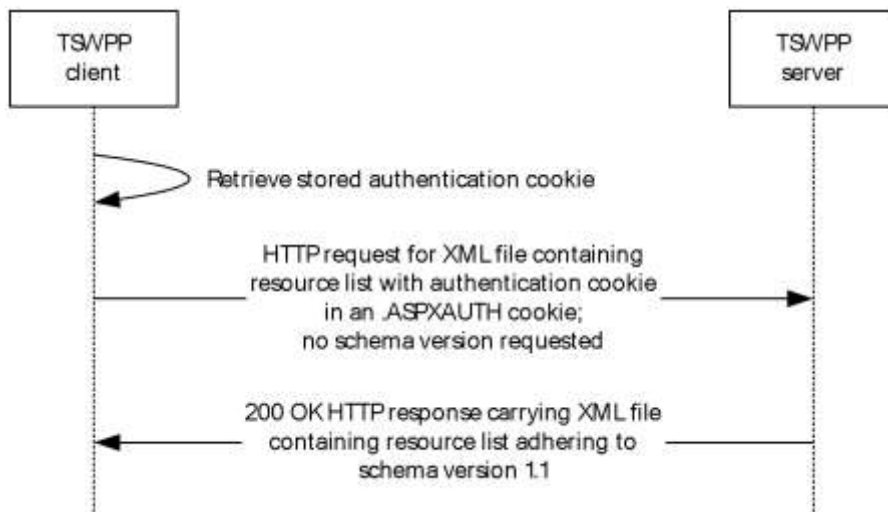 TSWPP
client
TSWPP
server
Retrieve stored authentication cookie
HTTP request for XML file containing
resource list with authentication cookie
in an .ASPXAUTH cookie;
no schema version requested
200 OK HTTP response carrying XML file
containing resource list adhering to
schema version 1.1